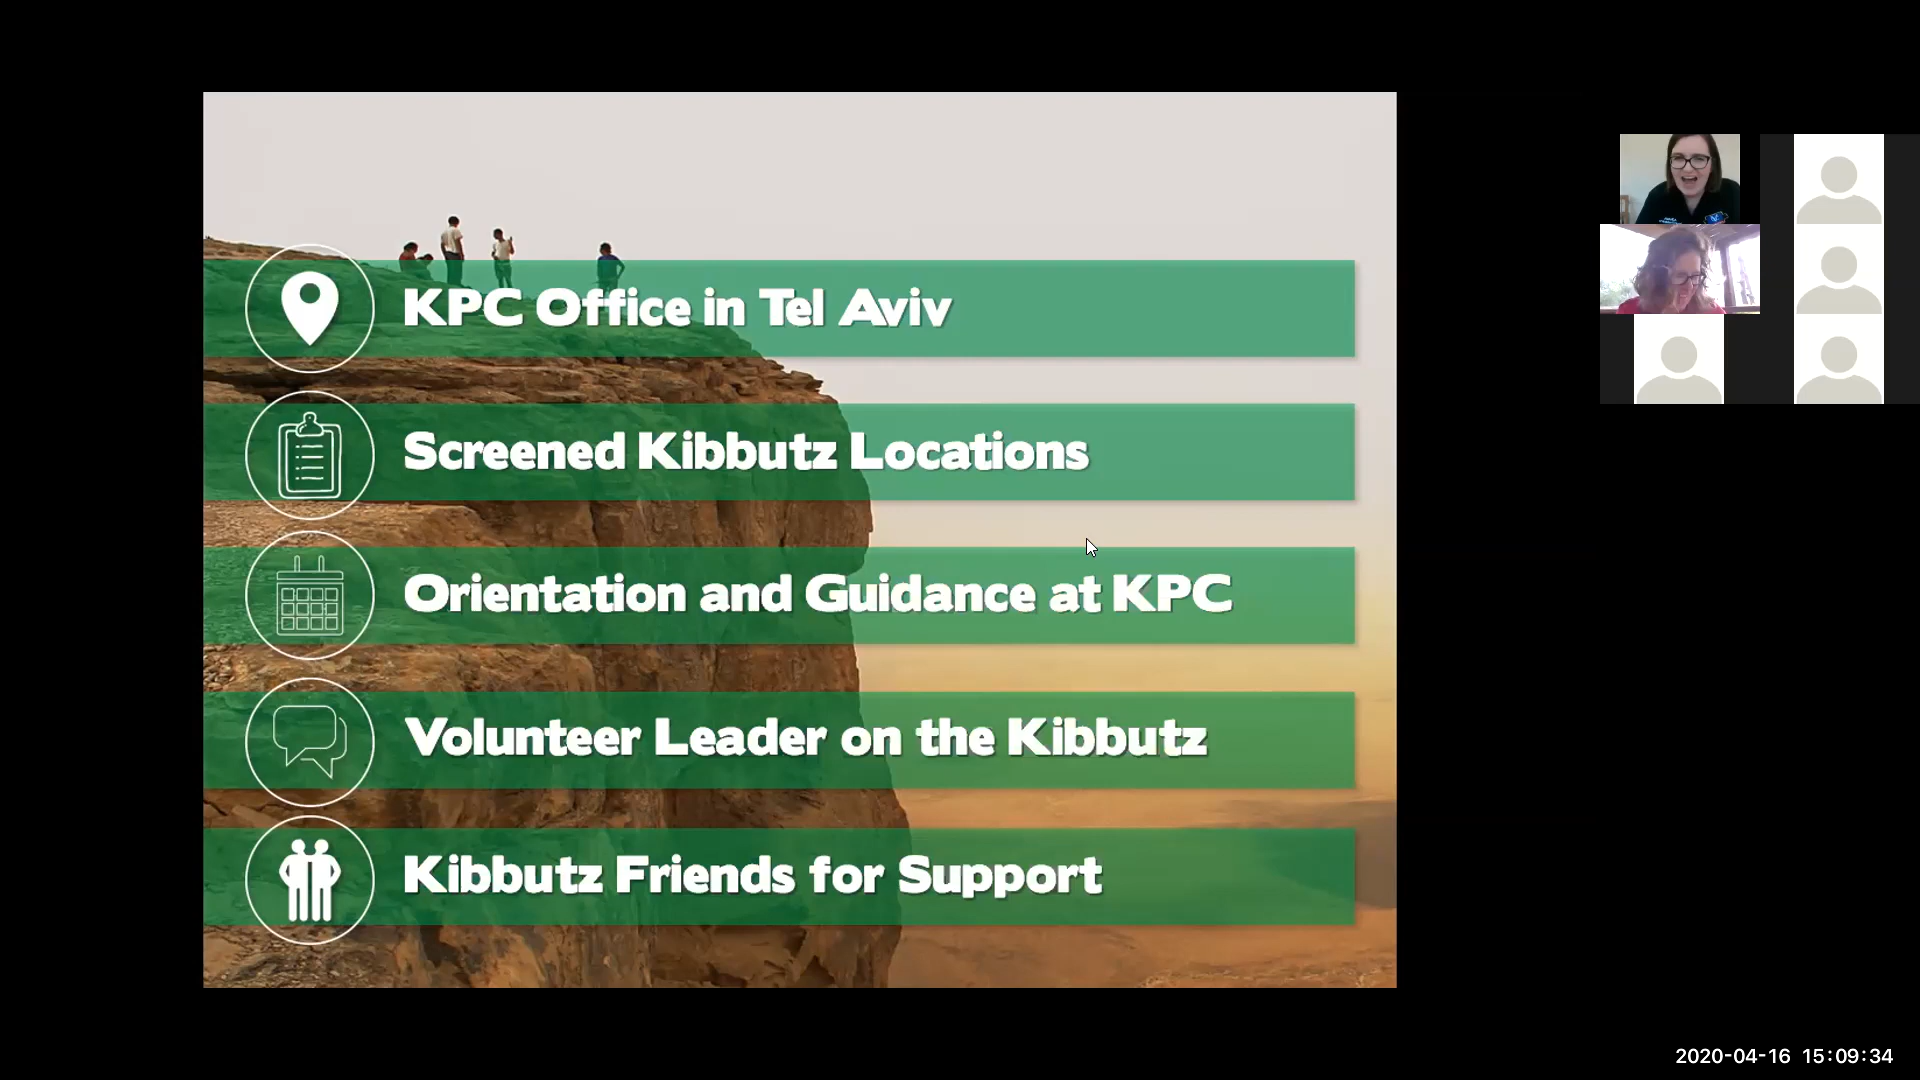 KPC Office in Tel Aviv
Screened Kibbutz Locations
Orientation and Guidance at KPC
Volunteer Leader on the Kibbutz
Kibbutz Friends for Support
2020-04-16 15:09:34